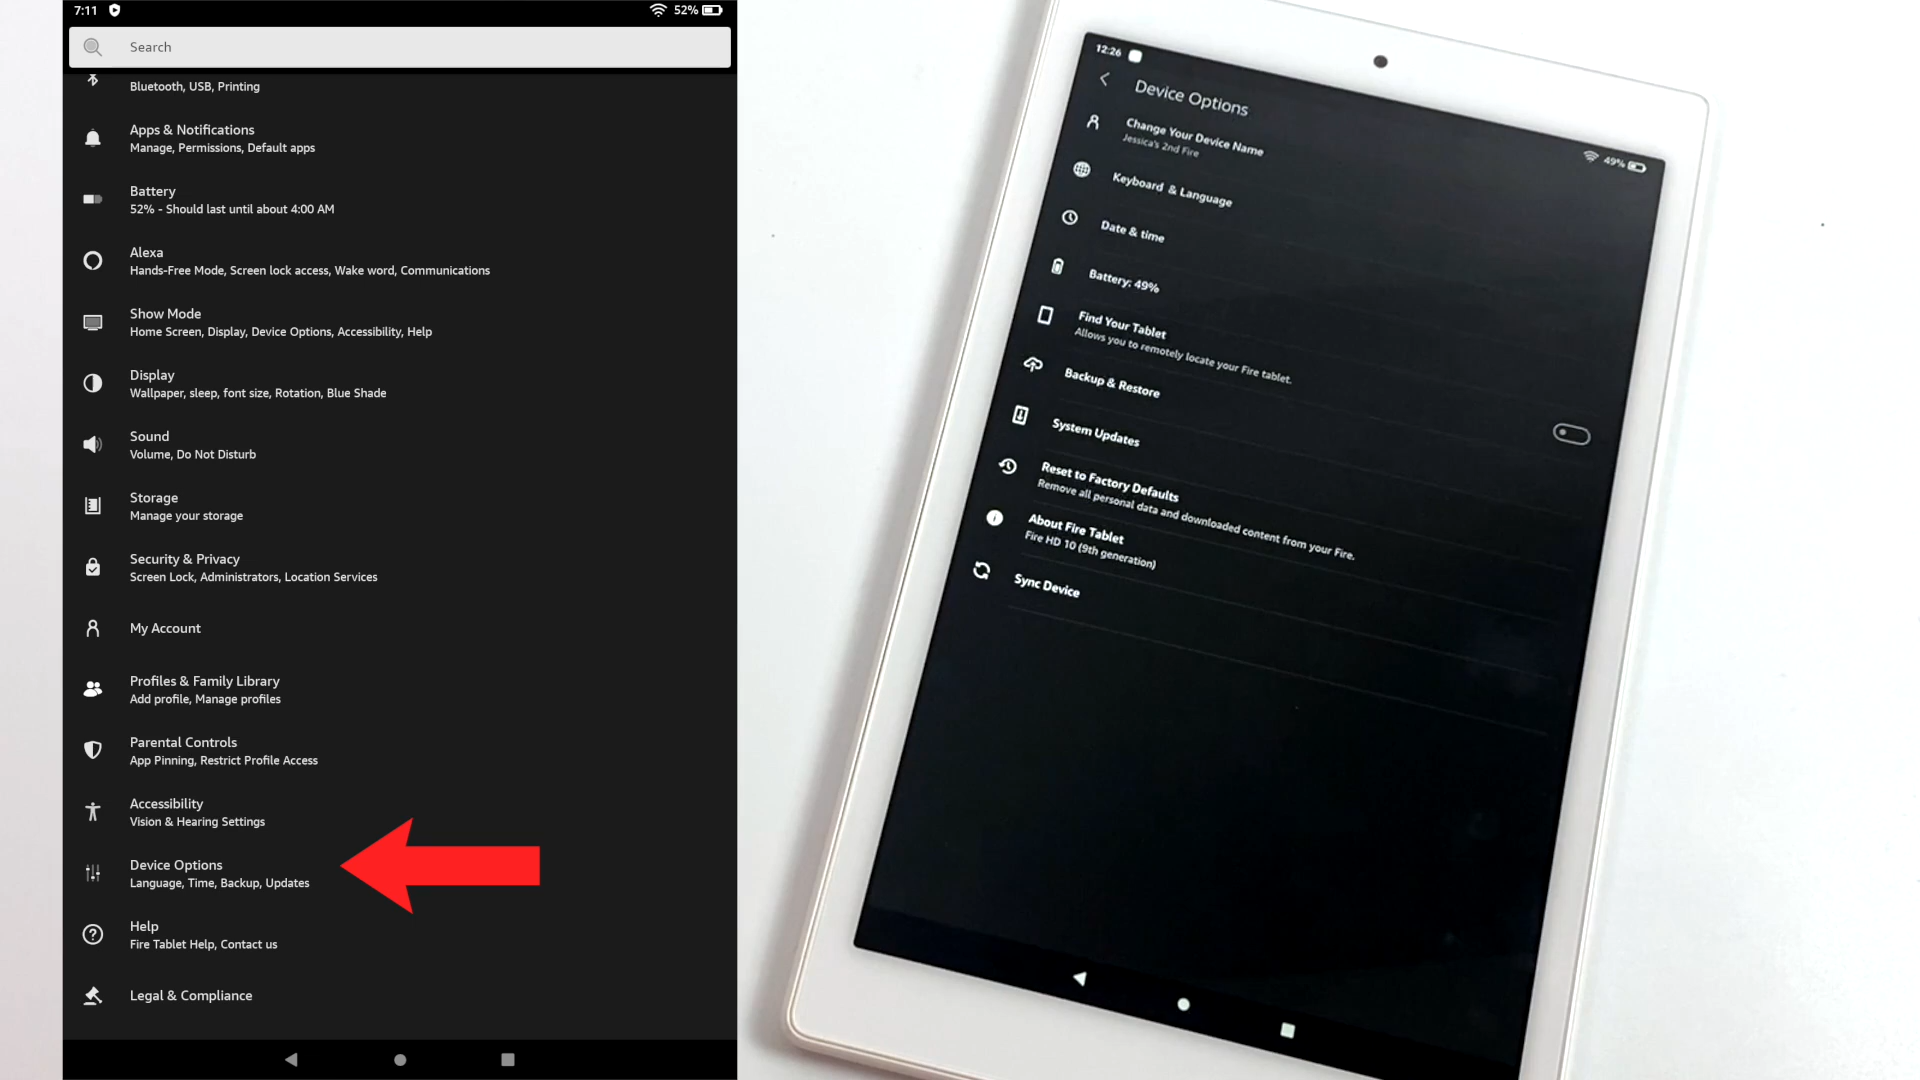 7:11
52%
Search
Bluetooth, USB, Printing
Apps & Notifications
Manage, Permissions, Default apps
Battery
52% - Should last until about 4:00 AM
Alexa
Hands-Free Mode, Screen lock access, Wake word, Communications
Show Mode
Home Screen, Display, Device Options, Accessibility, Help
Display
Wallpaper, sleep, font size, Rotation, Blue Shade
Sound
Volume, Do Not Disturb
Storage
Manage your storage
Security & Privacy
Screen Lock, Administrators, Location Services
My Account
Profiles & Family Library
Add profile, Manage profiles
Parental Controls
App Pinning, Restrict Profile Access
Accessibility
Vision & Hearing Settings
Device Options
Language, Time, Backup, Updates
Help
Fire Tablet Help, Contact us
Legal & Compliance
12:26
49%
Device Options
Change Your Device Name
Jessica's 2nd Fire
Keyboard & Language
Date & time
Battery: 49%
Find Your Tablet
Allows you to remotely locate your Fire tablet.
Backup & Restore
System Updates
Reset to Factory Defaults
Remove all personal data and downloaded content from your Fire.
About Fire Tablet
Fire HD 10 (9th generation)
Sync Device